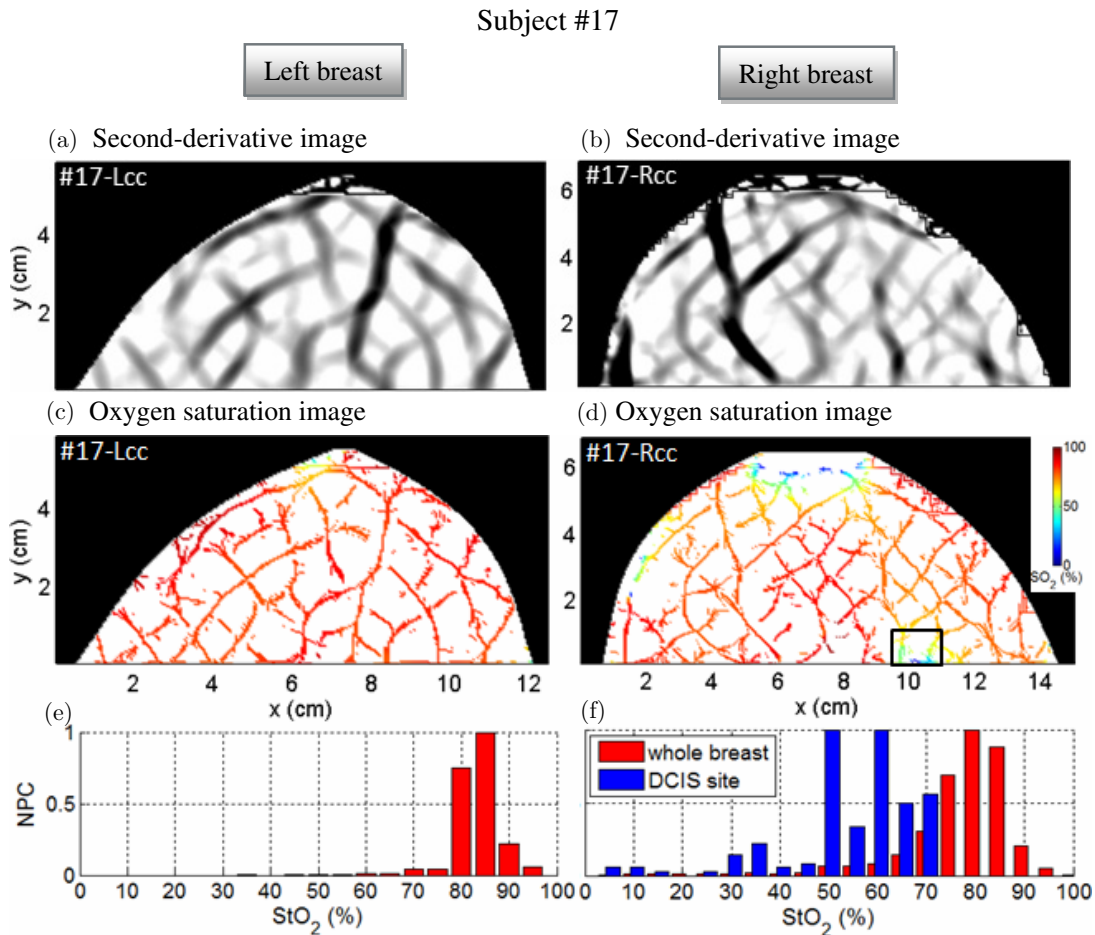 Subject #17
Left breast
Right breast
(a) Second-derivative image
(b) Second-derivative image
#17-Lcc
#17-Rcc
y (cm)
4
2
6
4
2
(c) Oxygen saturation image
(d) Oxygen saturation image
#17-Lcc
#17-Rcc
y (cm)
4
2
6
4
2
100
50
0
SO2 (%)
2 4 6 8 10 12
x (cm)
2 4 6 8 10 12 14
x (cm)
(e)
(f)
NPC
1
0.5
0
whole breast
DCIS site
0 10 20 30 40 50 60 70 80 90 100
StO2 (%)
0 10 20 30 40 50 60 70 80 90 100
StO2 (%)